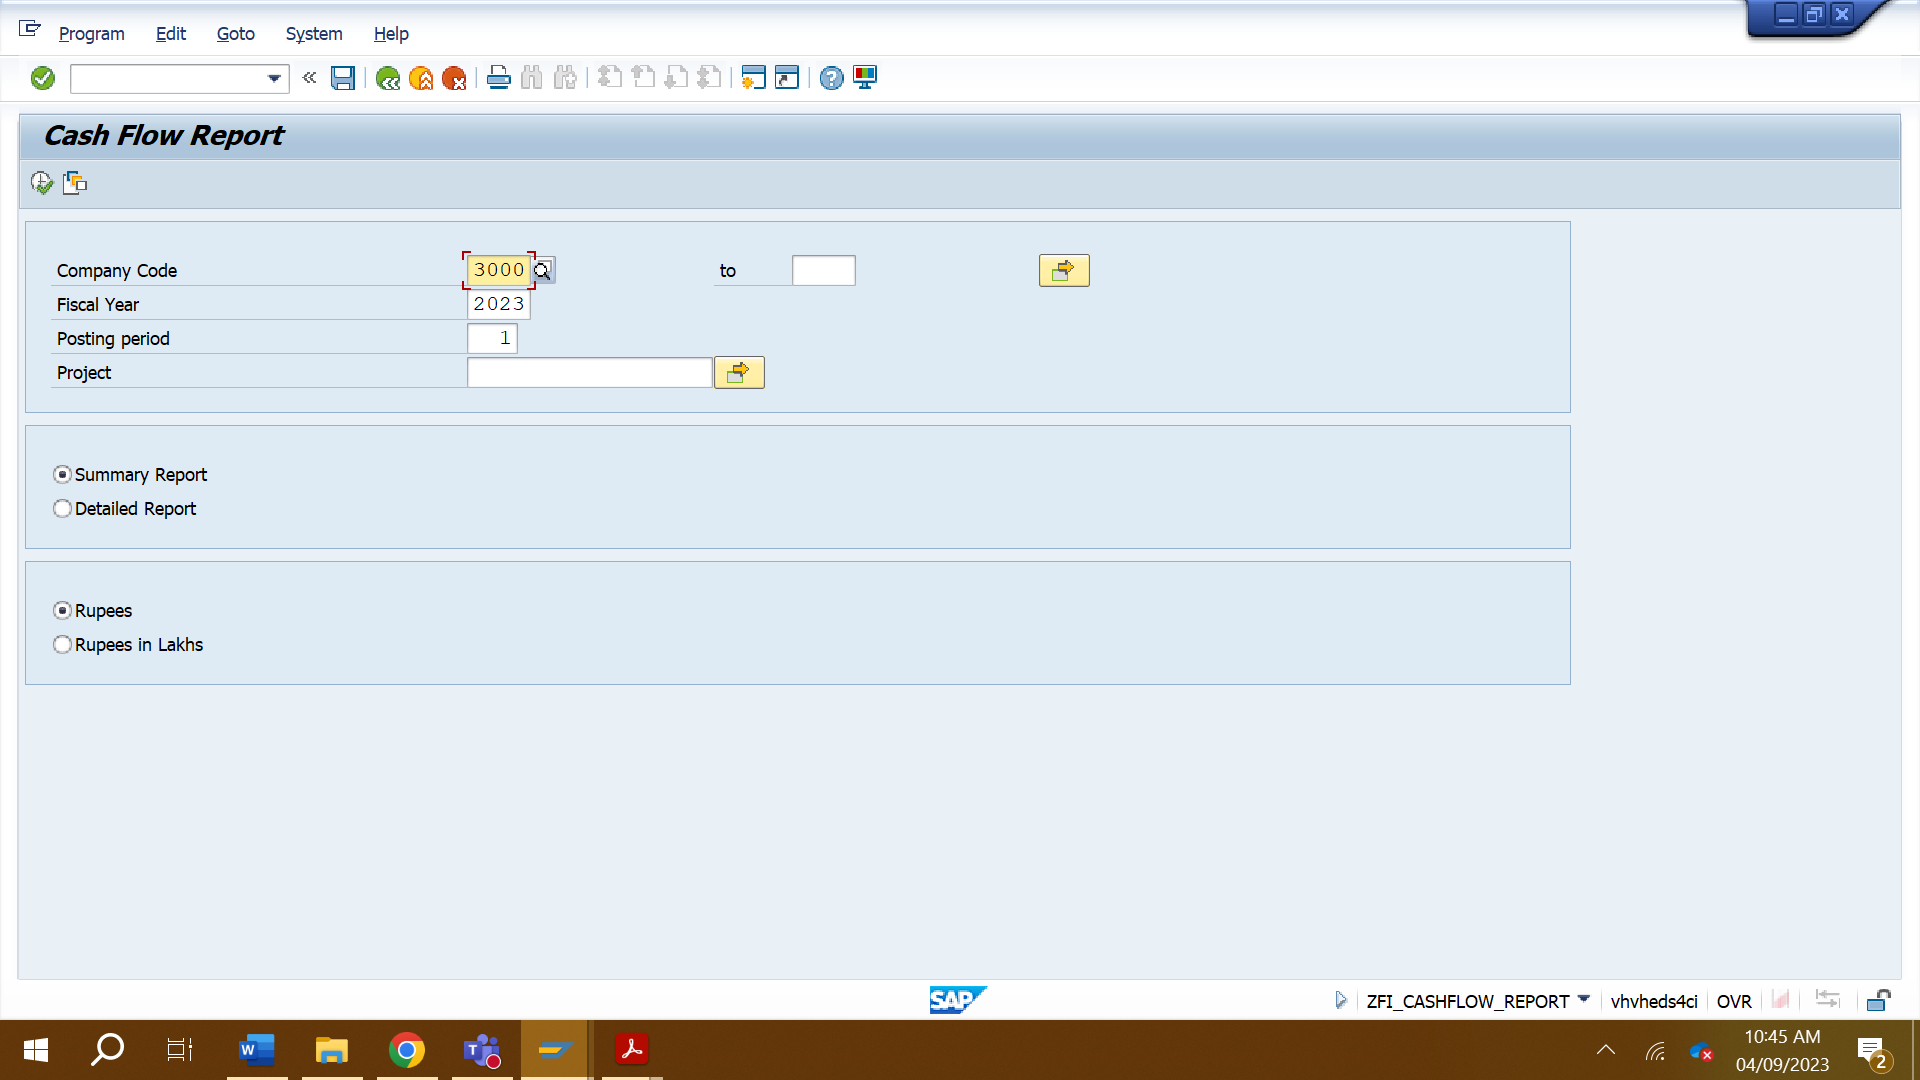 Program Edit Goto System Help
Cash Flow Report
Company Code 3000 to
Fiscal Year 2023
Posting period 1
Project
Summary Report
Detailed Report
Rupees
Rupees in Lakhs
SAP ZFI_CASHFLOW_REPORT vhvheds4ci OVR
10:45 AM
04/09/2023
2